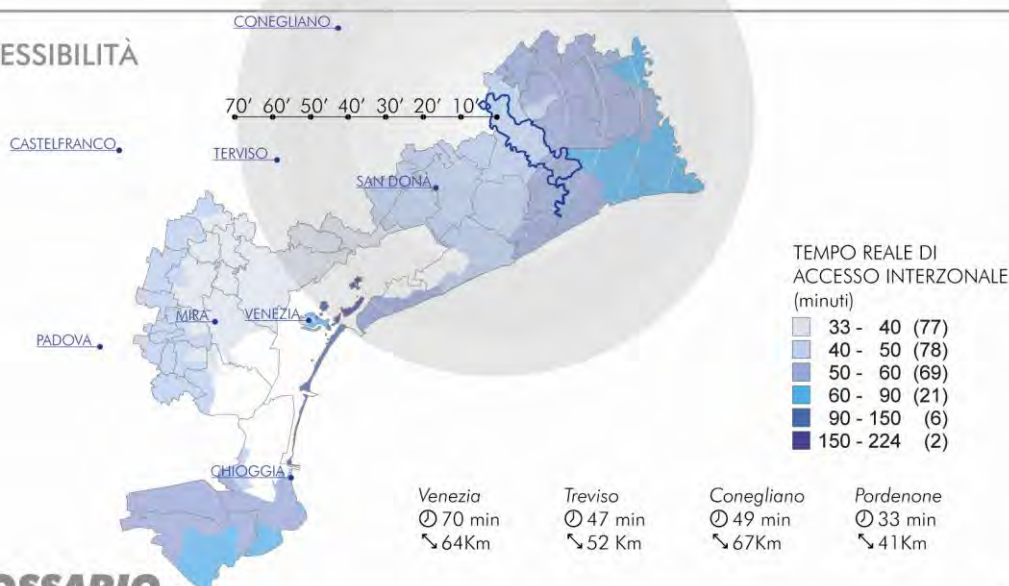 CONEGLIANO
ESSIBILITÀ
70' 60' 50' 40' 30' 20' 10'
CASTELFRANCO
TERVISO
SAN DONÀ
MIRA
VENEZIA
PADOVA
CHIOGGIA
TEMPO REALE DI
ACCESSO INTERZONALE
(minuti)
33 - 40 (77)
40 - 50 (78)
50 - 60 (69)
60 - 90 (21)
90 - 150 (6)
150 - 224 (2)
Venezia
70 min
64Km
Treviso
47 min
52 Km
Conegliano
49 min
67Km
Pordenone
33 min
41Km
OSSARIO